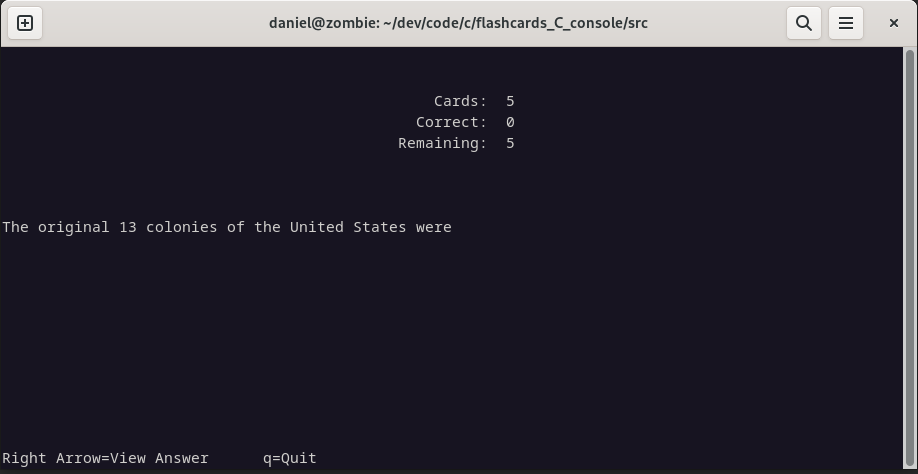 daniel@zombie: ~/dev/code/c/flashcards_C_console/src
Cards: 5
Correct: 0
Remaining: 5
The original 13 colonies of the United States were
Right Arrow=View Answer q=Quit